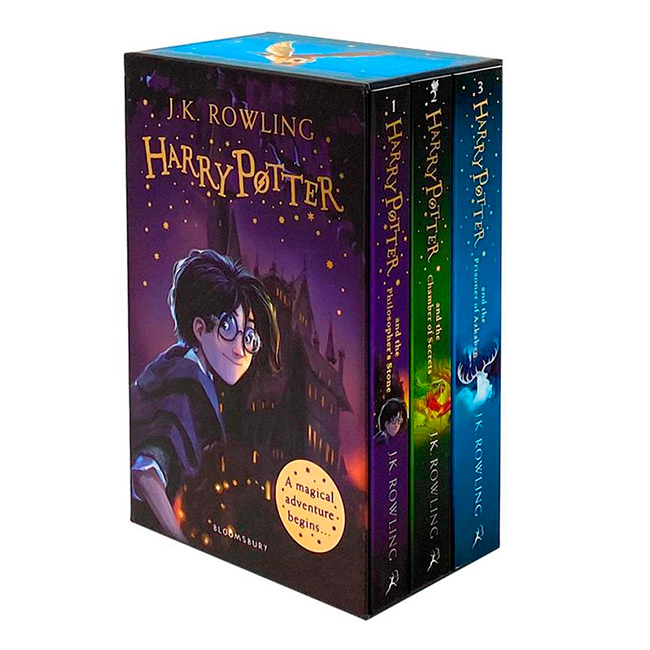 J.K. ROWLING
HARRY POTTER
A magical
adventure
begins...
BLOOMSBURY
1
HARRY POTTER
and the
Philosopher's Stone
J.K. ROWLING
2
HARRY POTTER
and the
Chamber of Secrets
J.K. ROWLING
3
HARRY POTTER
and the
Prisoner of Azkaban
J.K. ROWLING